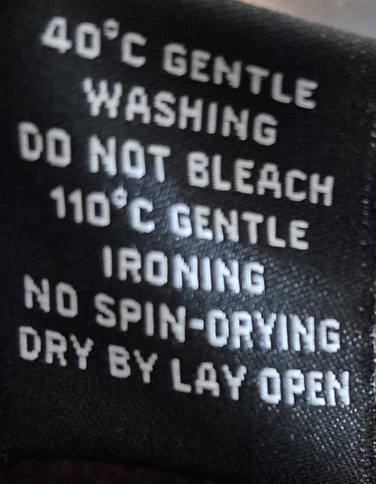 40°C GENTLE
WASHING
DO NOT BLEACH
110°C GENTLE
IRONING
NO SPIN-DRYING
DRY BY LAY OPEN